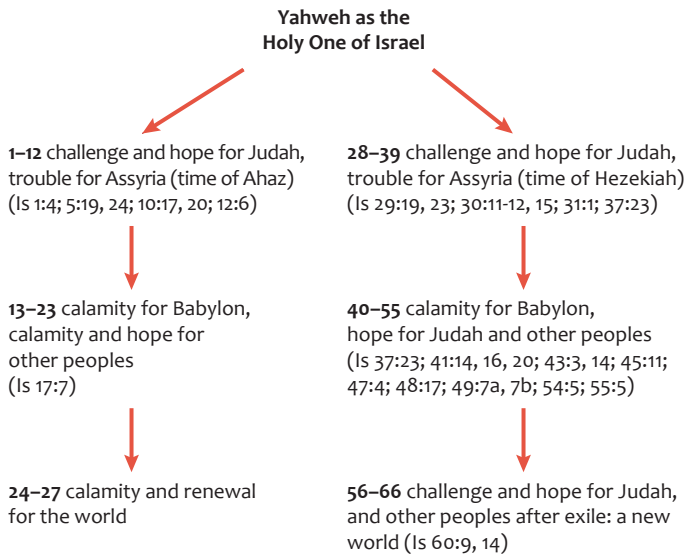 Yahweh as the
Holy One of Israel
1–12 challenge and hope for Judah,
trouble for Assyria (time of Ahaz)
(Is 1:4; 5:19, 24; 10:17, 20; 12:6)
28–39 challenge and hope for Judah,
trouble for Assyria (time of Hezekiah)
(Is 29:19, 23; 30:11-12, 15; 31:1; 37:23)
13–23 calamity for Babylon,
calamity and hope for
other peoples
(Is 17:7)
40–55 calamity for Babylon,
hope for Judah and other peoples
(Is 37:23; 41:14, 16, 20; 43:3, 14; 45:11;
47:4; 48:17; 49:7a, 7b; 54:5; 55:5)
24–27 calamity and renewal
for the world
56–66 challenge and hope for Judah,
and other peoples after exile: a new
world (Is 60:9, 14)